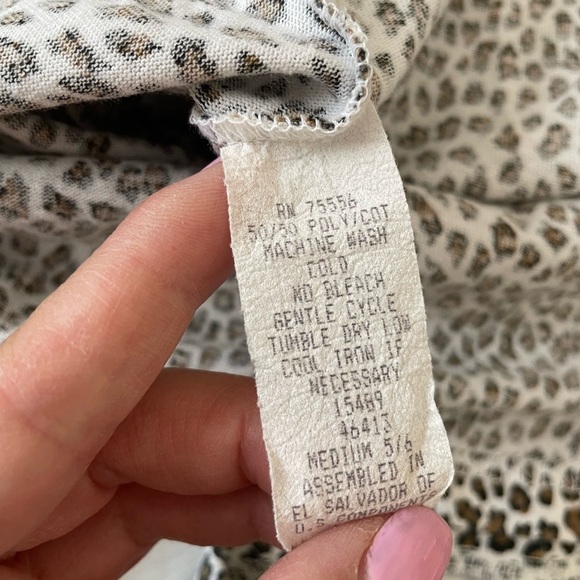 RN 75556
50/50 POLY/COT
MACHINE WASH
COLD
NO BLEACH
GENTLE CYCLE
TUMBLE DRY LOW
COOL IRON IF
NECESSARY
15489
46413
MEDIUM 5/6
ASSEMBLED IN
EL SALVADOR OF
U.S. COMPONENTS